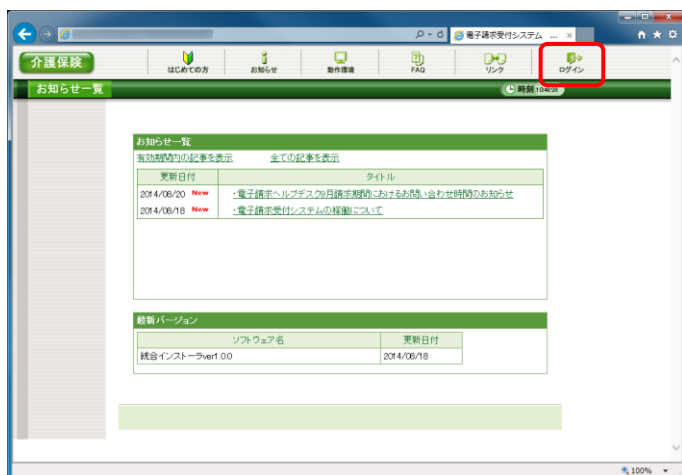 電子請求受付システム ... ×
介護保険
はじめての方 お知らせ 動作環境 FAQ リンク ログイン
お知らせ一覧
時刻 10:48:28
お知らせ一覧
有効期間内の記事を表示 全ての記事を表示
更新日付 タイトル
2014/08/20 New ・電子請求ヘルプデスク9月請求期間におけるお問い合わせ時間のお知らせ
2014/08/18 New ・電子請求受付システムの稼働について
最新バージョン
ソフトウェア名 更新日付
統合インストーラver1.0.0 2014/08/18
100%